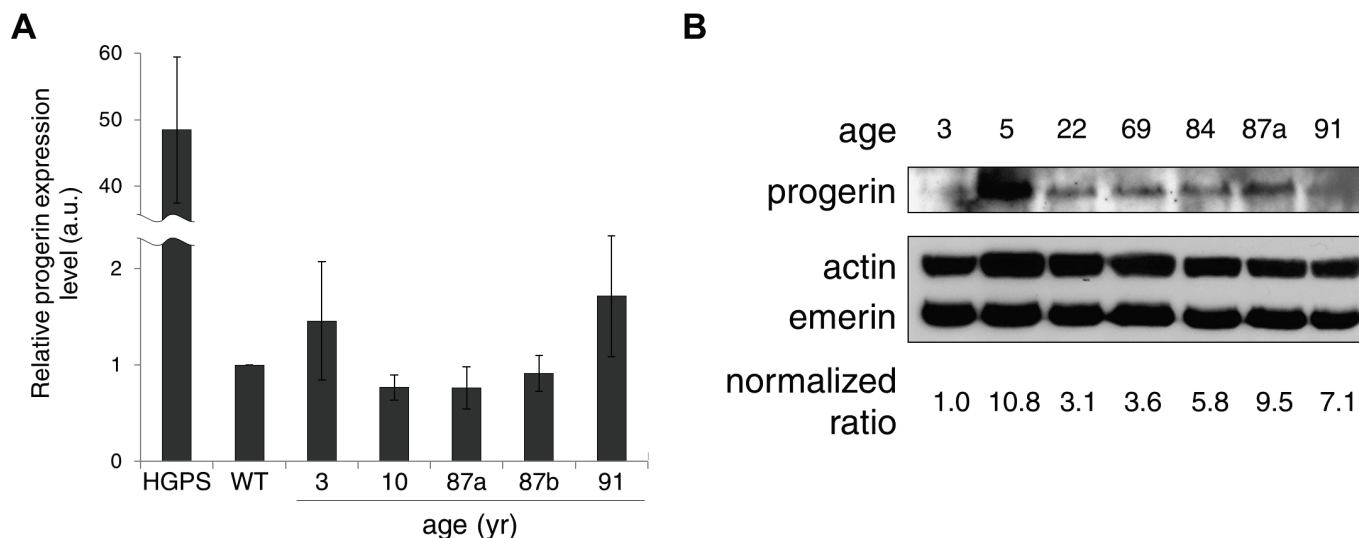 A
Relative progerin expression
level (a.u.)
60
50
40
2
1
0
HGPS WT 3 10 87a 87b 91
age (yr)
B
age 3 5 22 69 84 87a 91
progerin
actin
emerin
normalized
ratio
1.0 10.8 3.1 3.6 5.8 9.5 7.1